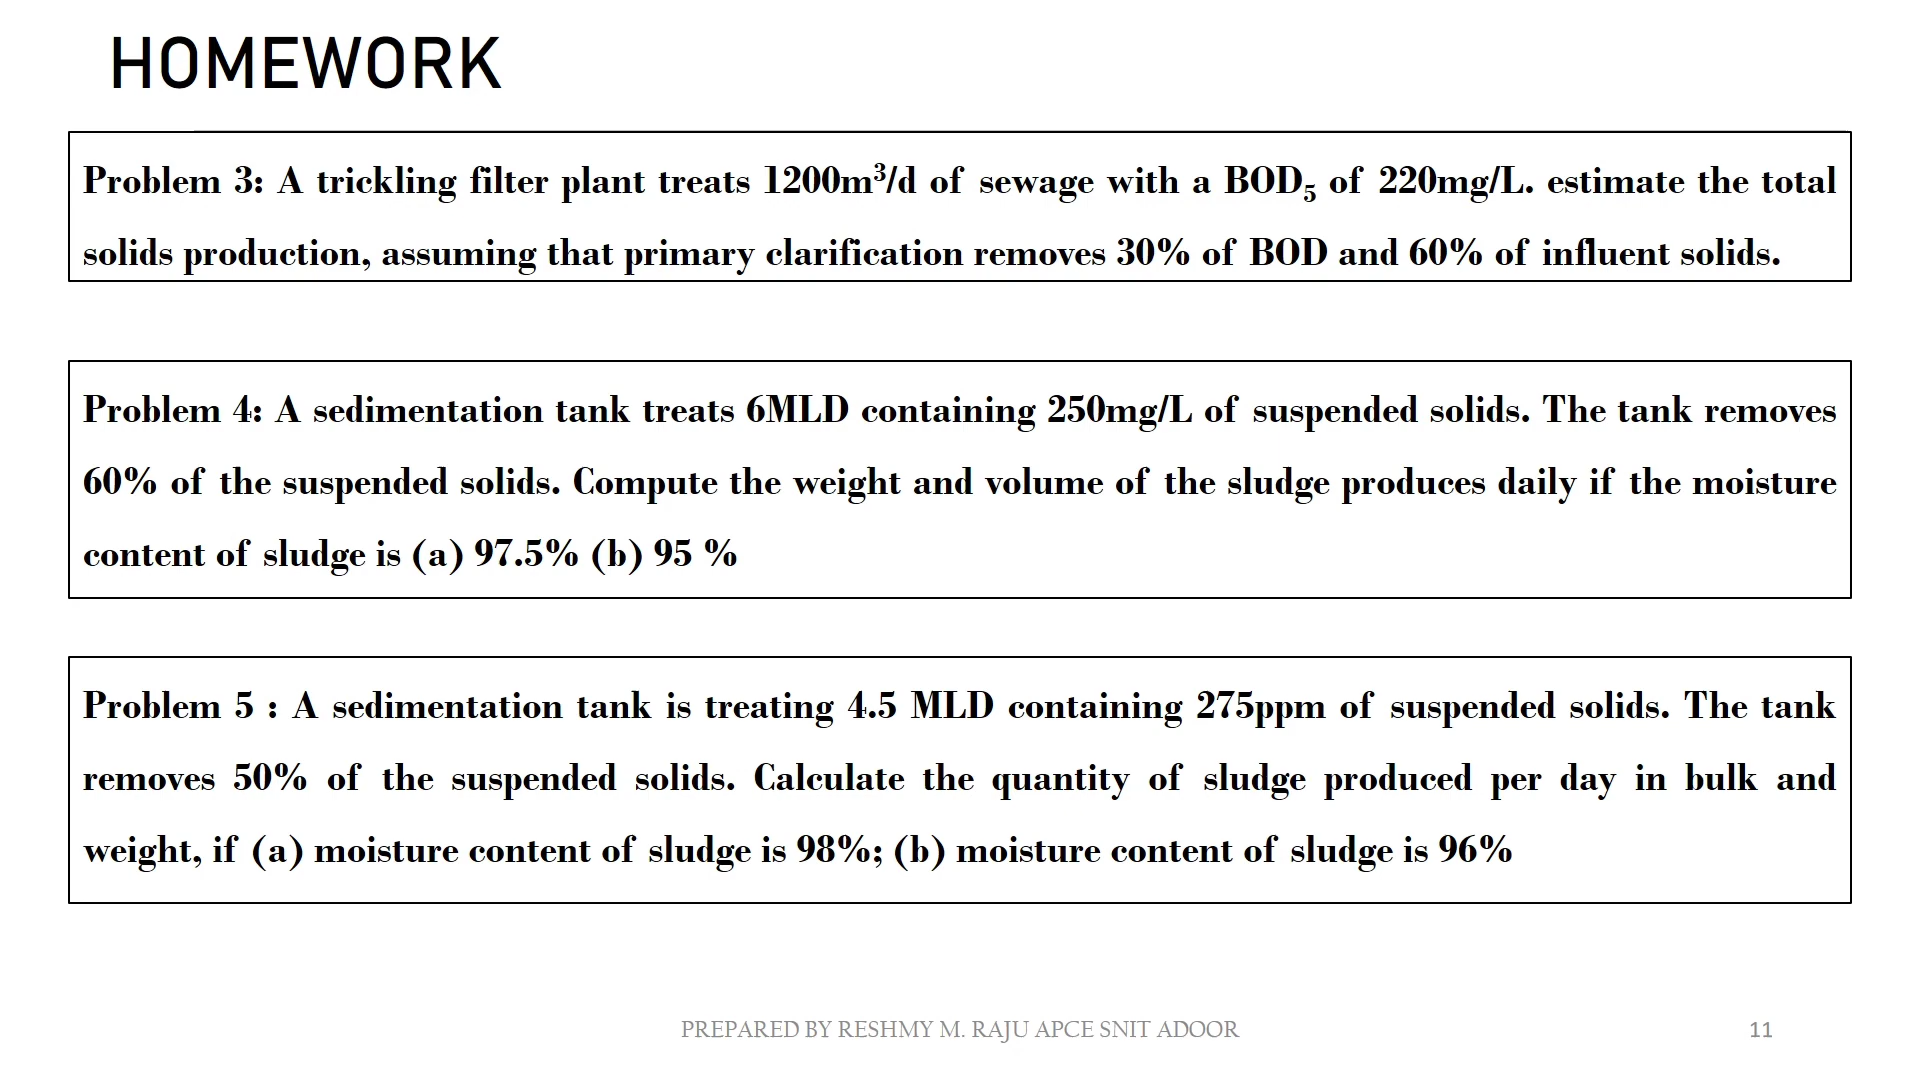 HOMEWORK
Problem 3: A trickling filter plant treats 1200m³/d of sewage with a BOD₅ of 220mg/L. estimate the total
solids production, assuming that primary clarification removes 30% of BOD and 60% of influent solids.
Problem 4: A sedimentation tank treats 6MLD containing 250mg/L of suspended solids. The tank removes
60% of the suspended solids. Compute the weight and volume of the sludge produces daily if the moisture
content of sludge is (a) 97.5% (b) 95 %
Problem 5 : A sedimentation tank is treating 4.5 MLD containing 275ppm of suspended solids. The tank
removes 50% of the suspended solids. Calculate the quantity of sludge produced per day in bulk and
weight, if (a) moisture content of sludge is 98%; (b) moisture content of sludge is 96%
PREPARED BY RESHMY M. RAJU APCE SNIT ADOOR
11